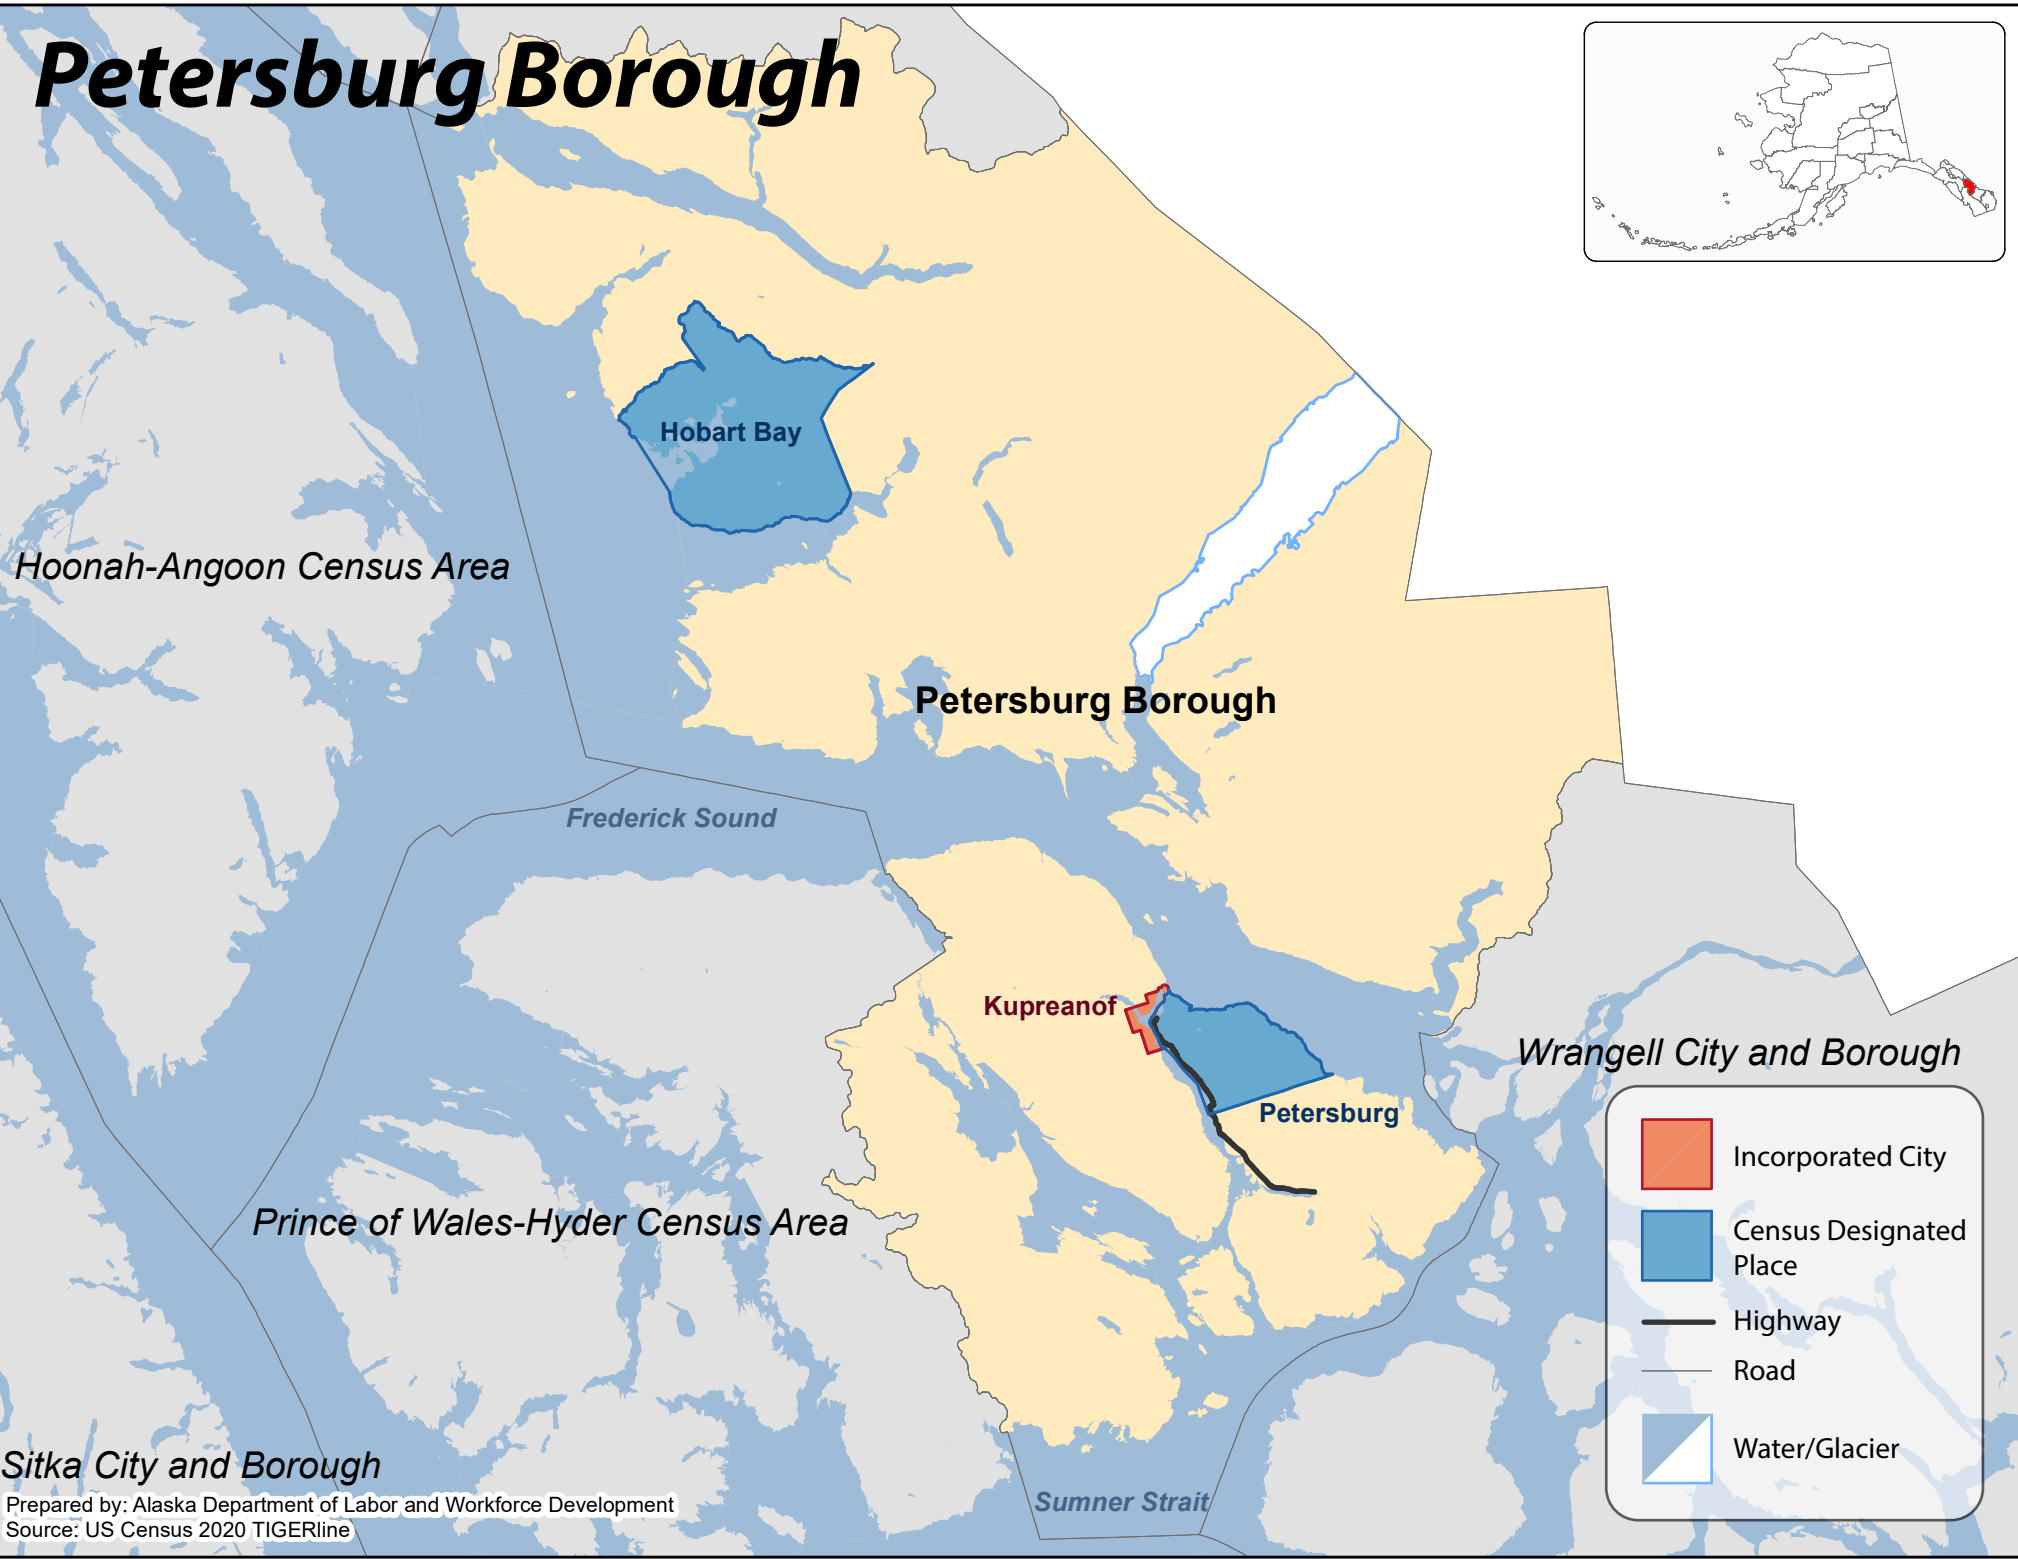 Petersburg Borough
Hobart Bay
Hoonah-Angoon Census Area
Petersburg Borough
Frederick Sound
Kupreanof
Petersburg
Wrangell City and Borough
Prince of Wales-Hyder Census Area
Incorporated City
Census Designated
Place
Highway
Road
Water/Glacier
Sitka City and Borough
Sumner Strait
Prepared by: Alaska Department of Labor and Workforce Development
Source: US Census 2020 TIGERline